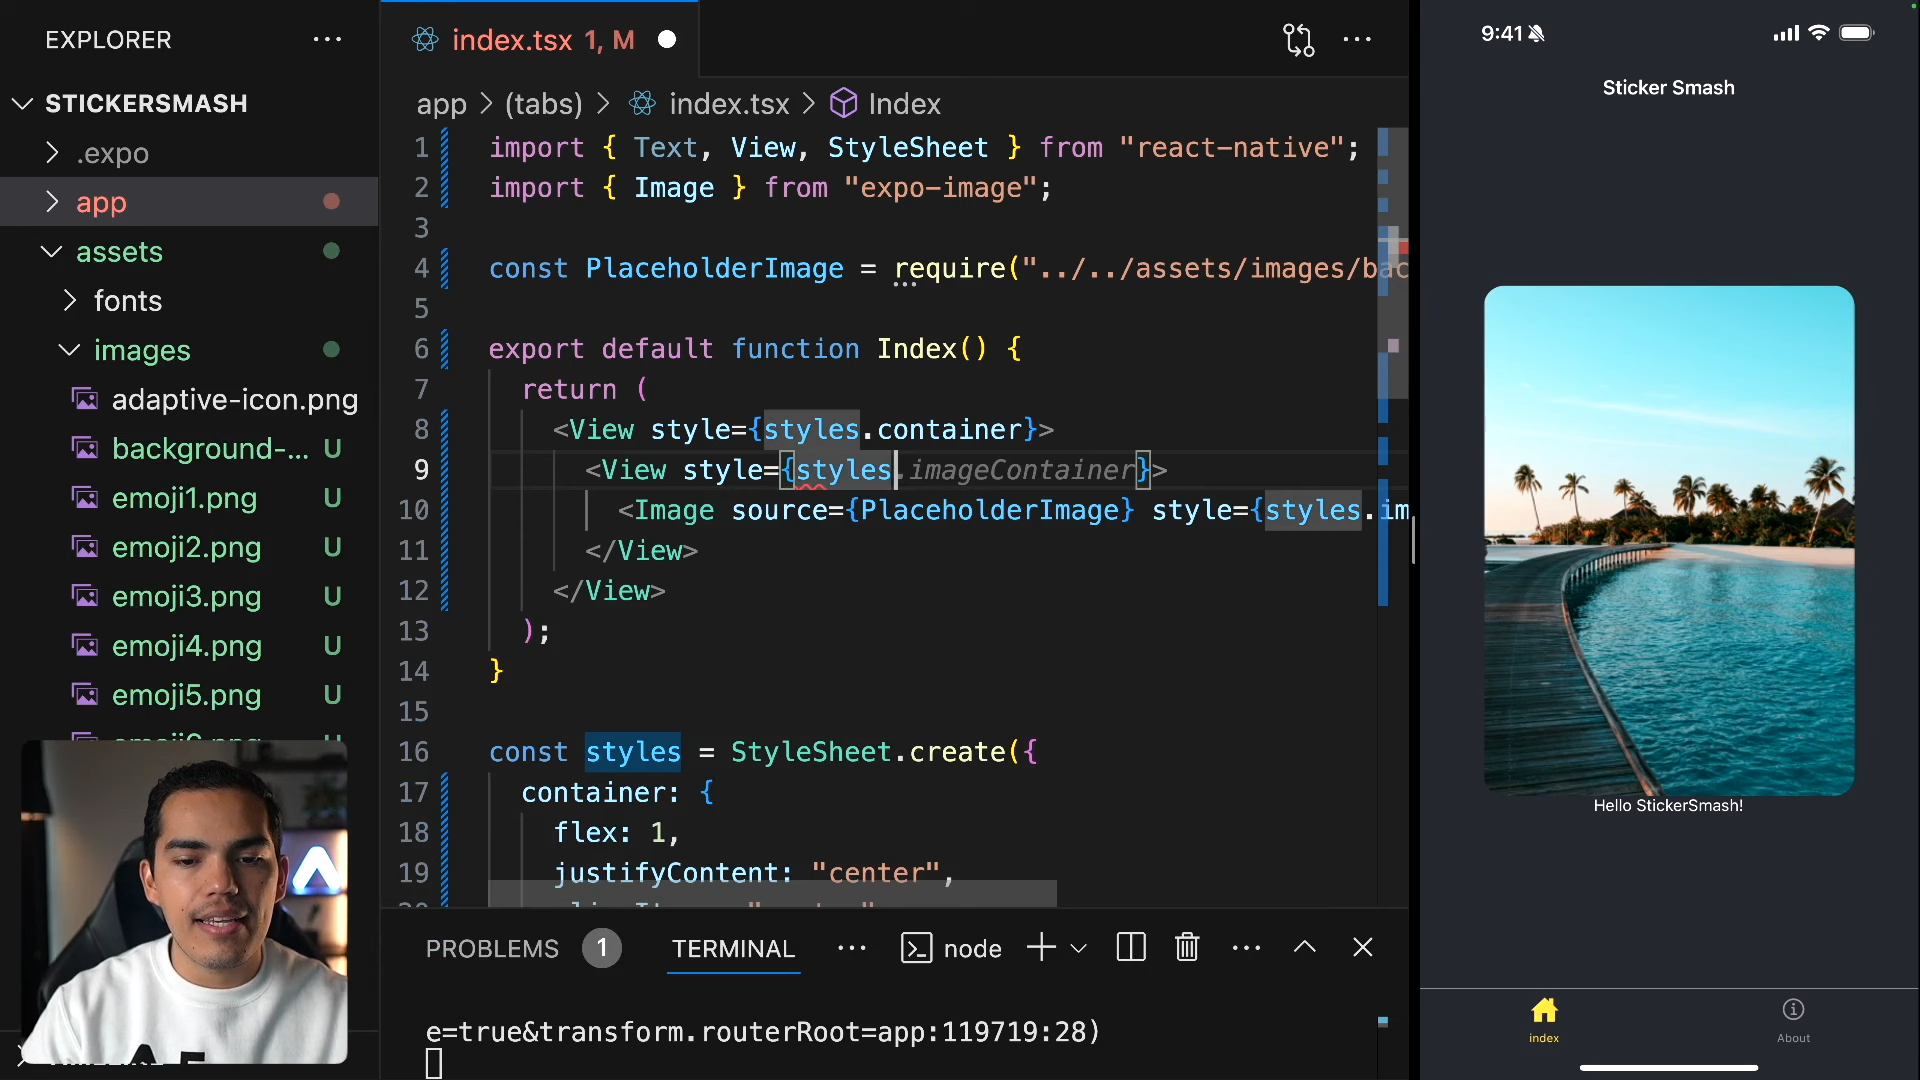 EXPLORER
STICKERSMASH
.expo
app
assets
fonts
images
adaptive-icon.png
background-... U
emoji1.png U
emoji2.png U
emoji3.png U
emoji4.png U
emoji5.png U
index.tsx 1, M
app > (tabs) > index.tsx > Index
1 import { Text, View, StyleSheet } from "react-native";
2 import { Image } from "expo-image";
3
4 const PlaceholderImage = require("../../assets/images/bac
5
6 export default function Index() {
7 return (
8 <View style={styles.container}>
9 <View style={styles.imageContainer}>
10 <Image source={PlaceholderImage} style={styles.im
11 </View>
12 </View>
13 );
14 }
15
16 const styles = StyleSheet.create({
17 container: {
18 flex: 1,
19 justifyContent: "center",
PROBLEMS 1 TERMINAL node
e=true&transform.routerRoot=app:119719:28)
9:41
Sticker Smash
Hello StickerSmash!
index
About